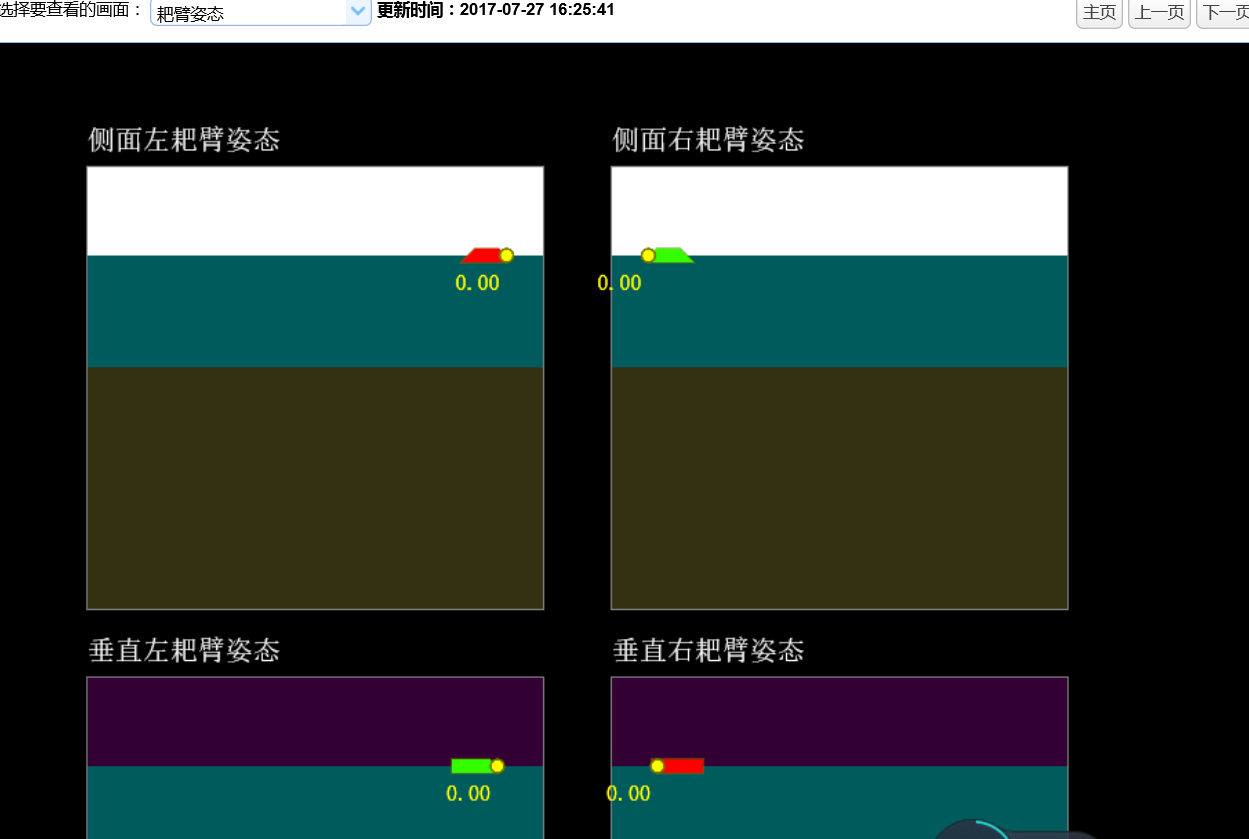 选择要查看的画面： 耙臂姿态 更新时间：2017-07-27 16:25:41 主页 上一页 下一页
侧面左耙臂姿态 侧面右耙臂姿态
0.00 0.00
垂直左耙臂姿态 垂直右耙臂姿态
0.00 0.00